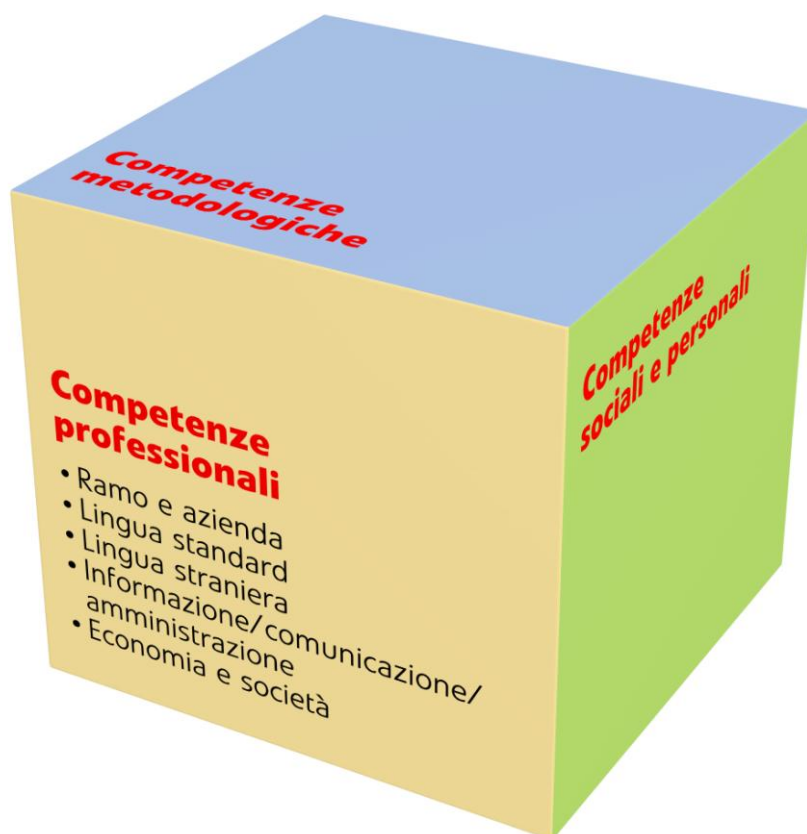 Competenze
metodologiche
Competenze
professionali
• Ramo e azienda
• Lingua standard
• Lingua straniera
• Informazione/comunicazione/
amministrazione
• Economia e società
Competenze
sociali e personali